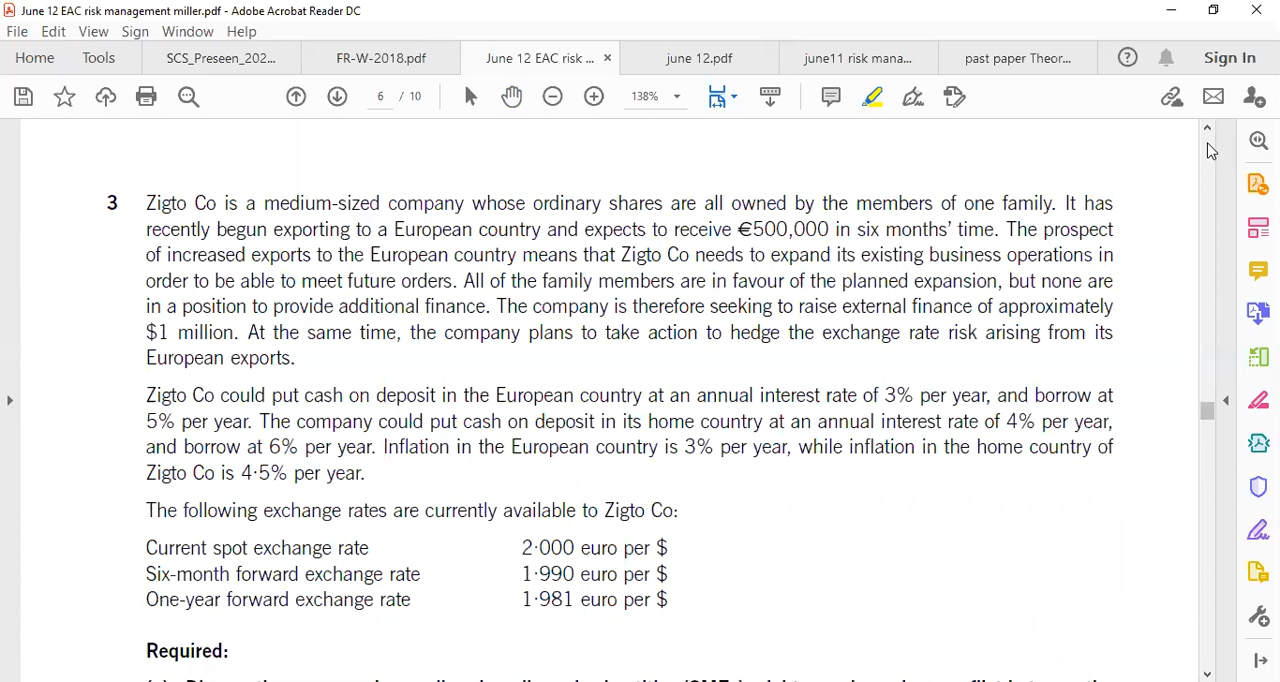 June 12 EAC risk management miller.pdf - Adobe Acrobat Reader DC
File Edit View Sign Window Help
Home Tools SCS_Preseen_202... FR-W-2018.pdf June 12 EAC risk ... × june 12.pdf june11 risk mana... past paper Theor... Sign In
6 / 10 138%
3 Zigto Co is a medium-sized company whose ordinary shares are all owned by the members of one family. It has
recently begun exporting to a European country and expects to receive €500,000 in six months' time. The prospect
of increased exports to the European country means that Zigto Co needs to expand its existing business operations in
order to be able to meet future orders. All of the family members are in favour of the planned expansion, but none are
in a position to provide additional finance. The company is therefore seeking to raise external finance of approximately
$1 million. At the same time, the company plans to take action to hedge the exchange rate risk arising from its
European exports.
Zigto Co could put cash on deposit in the European country at an annual interest rate of 3% per year, and borrow at
5% per year. The company could put cash on deposit in its home country at an annual interest rate of 4% per year,
and borrow at 6% per year. Inflation in the European country is 3% per year, while inflation in the home country of
Zigto Co is 4·5% per year.
The following exchange rates are currently available to Zigto Co:
Current spot exchange rate 2·000 euro per $
Six-month forward exchange rate 1·990 euro per $
One-year forward exchange rate 1·981 euro per $
Required: